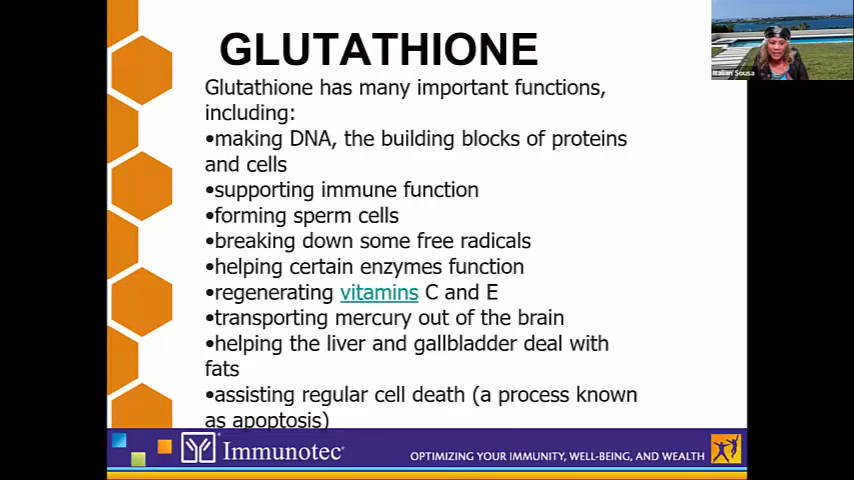 GLUTATHIONE
Glutathione has many important functions,
including:
•making DNA, the building blocks of proteins
and cells
•supporting immune function
•forming sperm cells
•breaking down some free radicals
•helping certain enzymes function
•regenerating vitamins C and E
•transporting mercury out of the brain
•helping the liver and gallbladder deal with
fats
•assisting regular cell death (a process known
as apoptosis)
Immunotec
OPTIMIZING YOUR IMMUNITY, WELL-BEING, AND WEALTH
Sousa